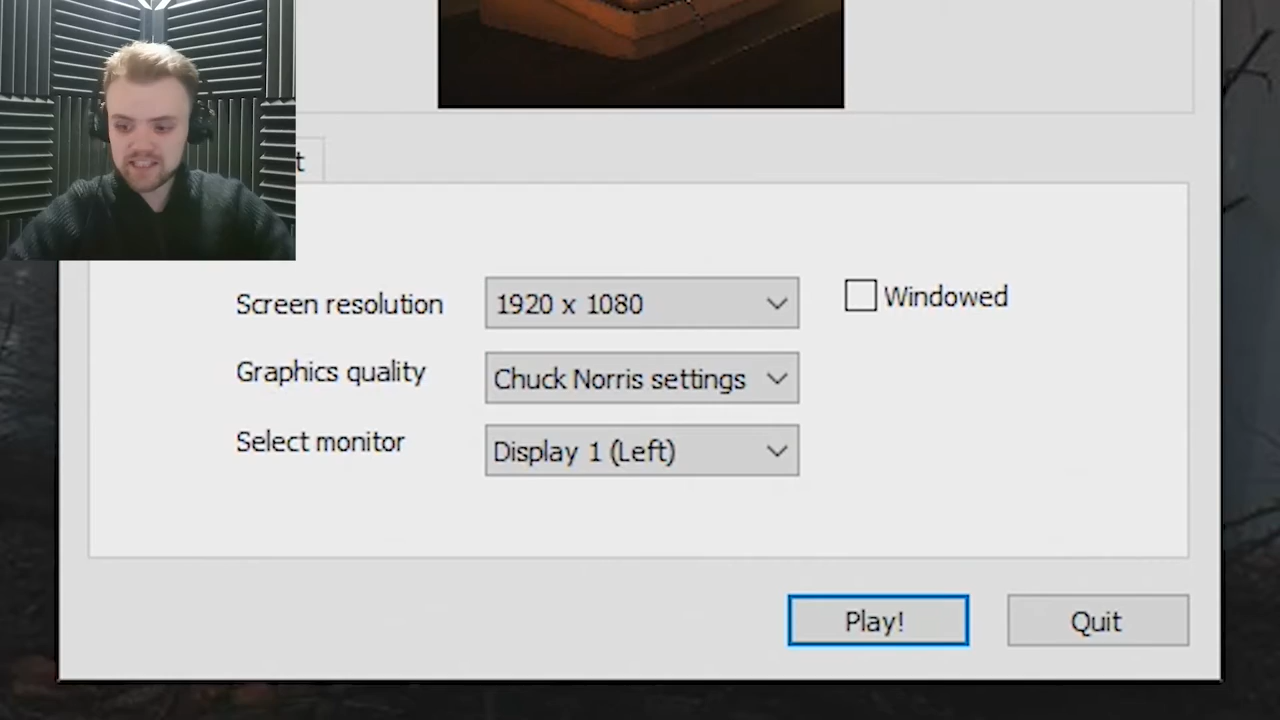 Screen resolution
1920 x 1080
Windowed
Graphics quality
Chuck Norris settings
Select monitor
Display 1 (Left)
Play!
Quit